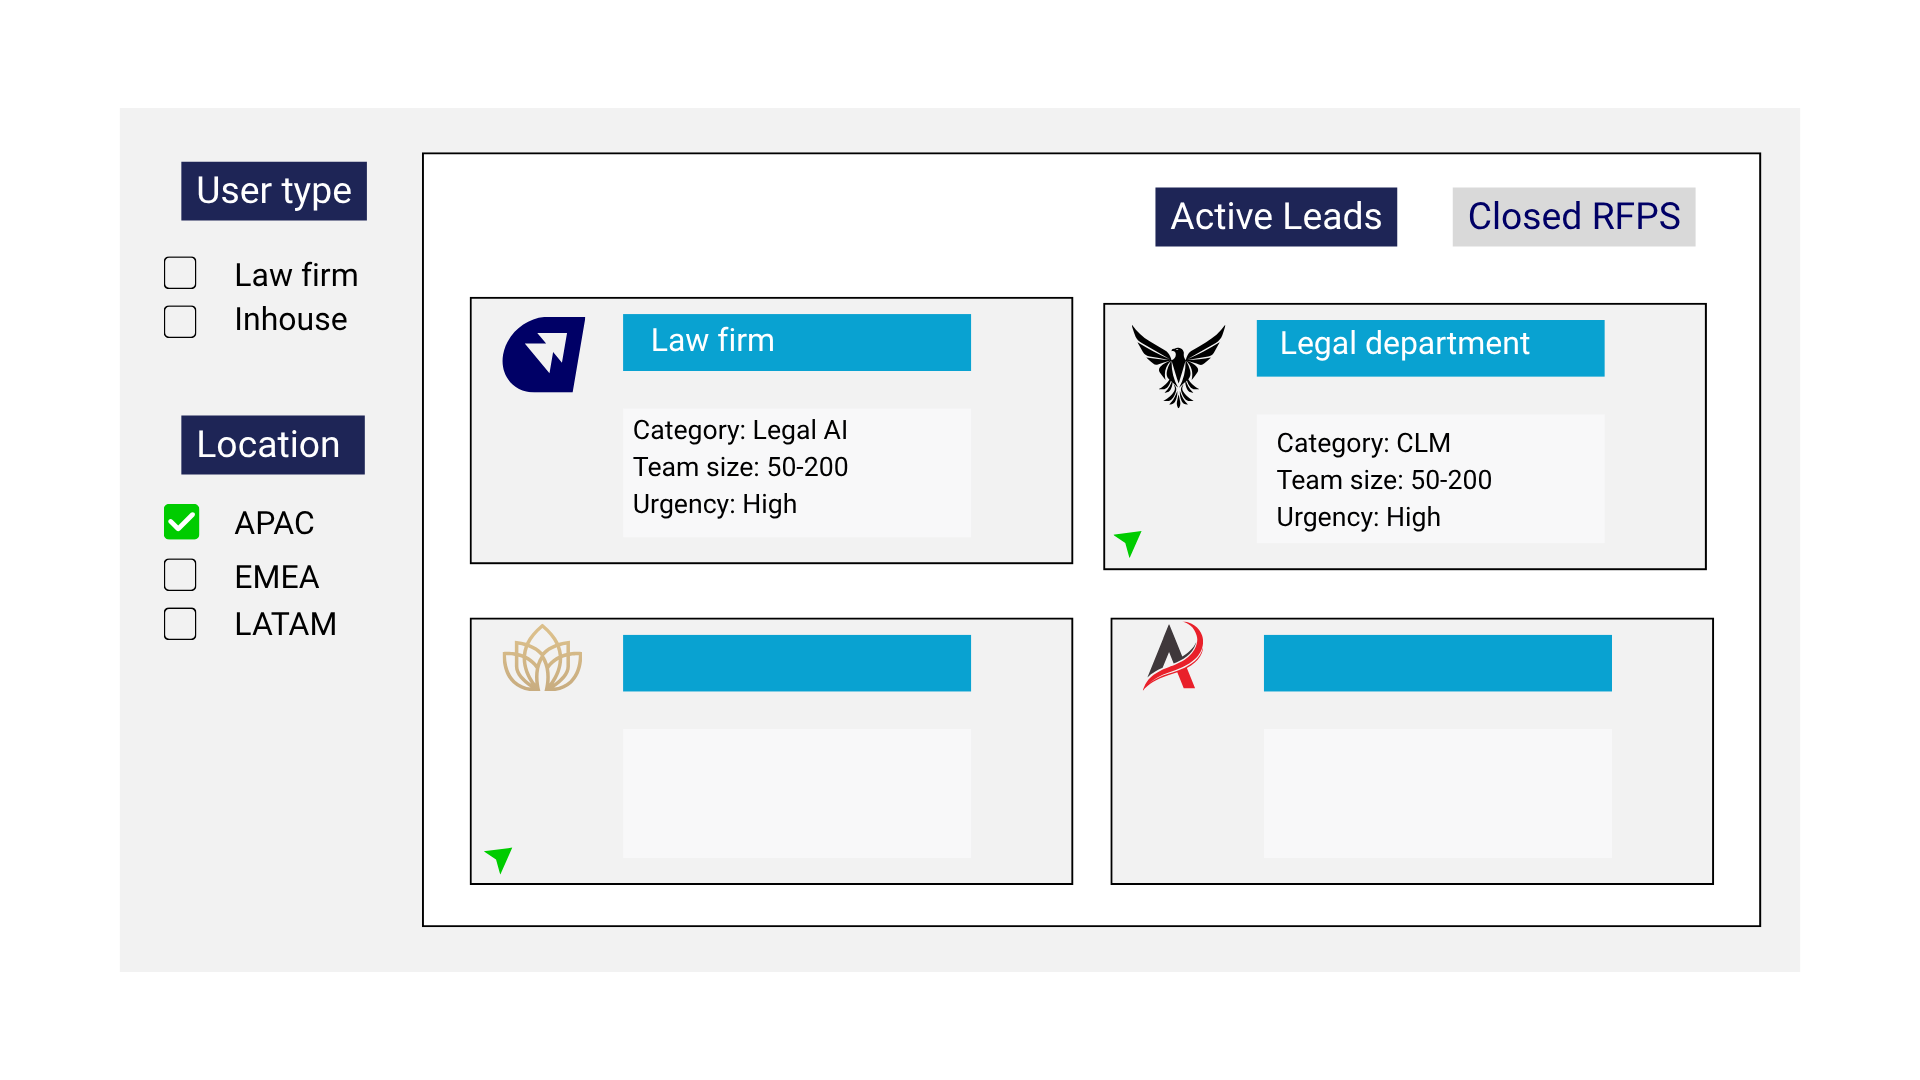 User type
Law firm
Inhouse
Location
APAC
EMEA
LATAM
Active Leads
Closed RFPS
Law firm
Category: Legal AI
Team size: 50-200
Urgency: High
Legal department
Category: CLM
Team size: 50-200
Urgency: High